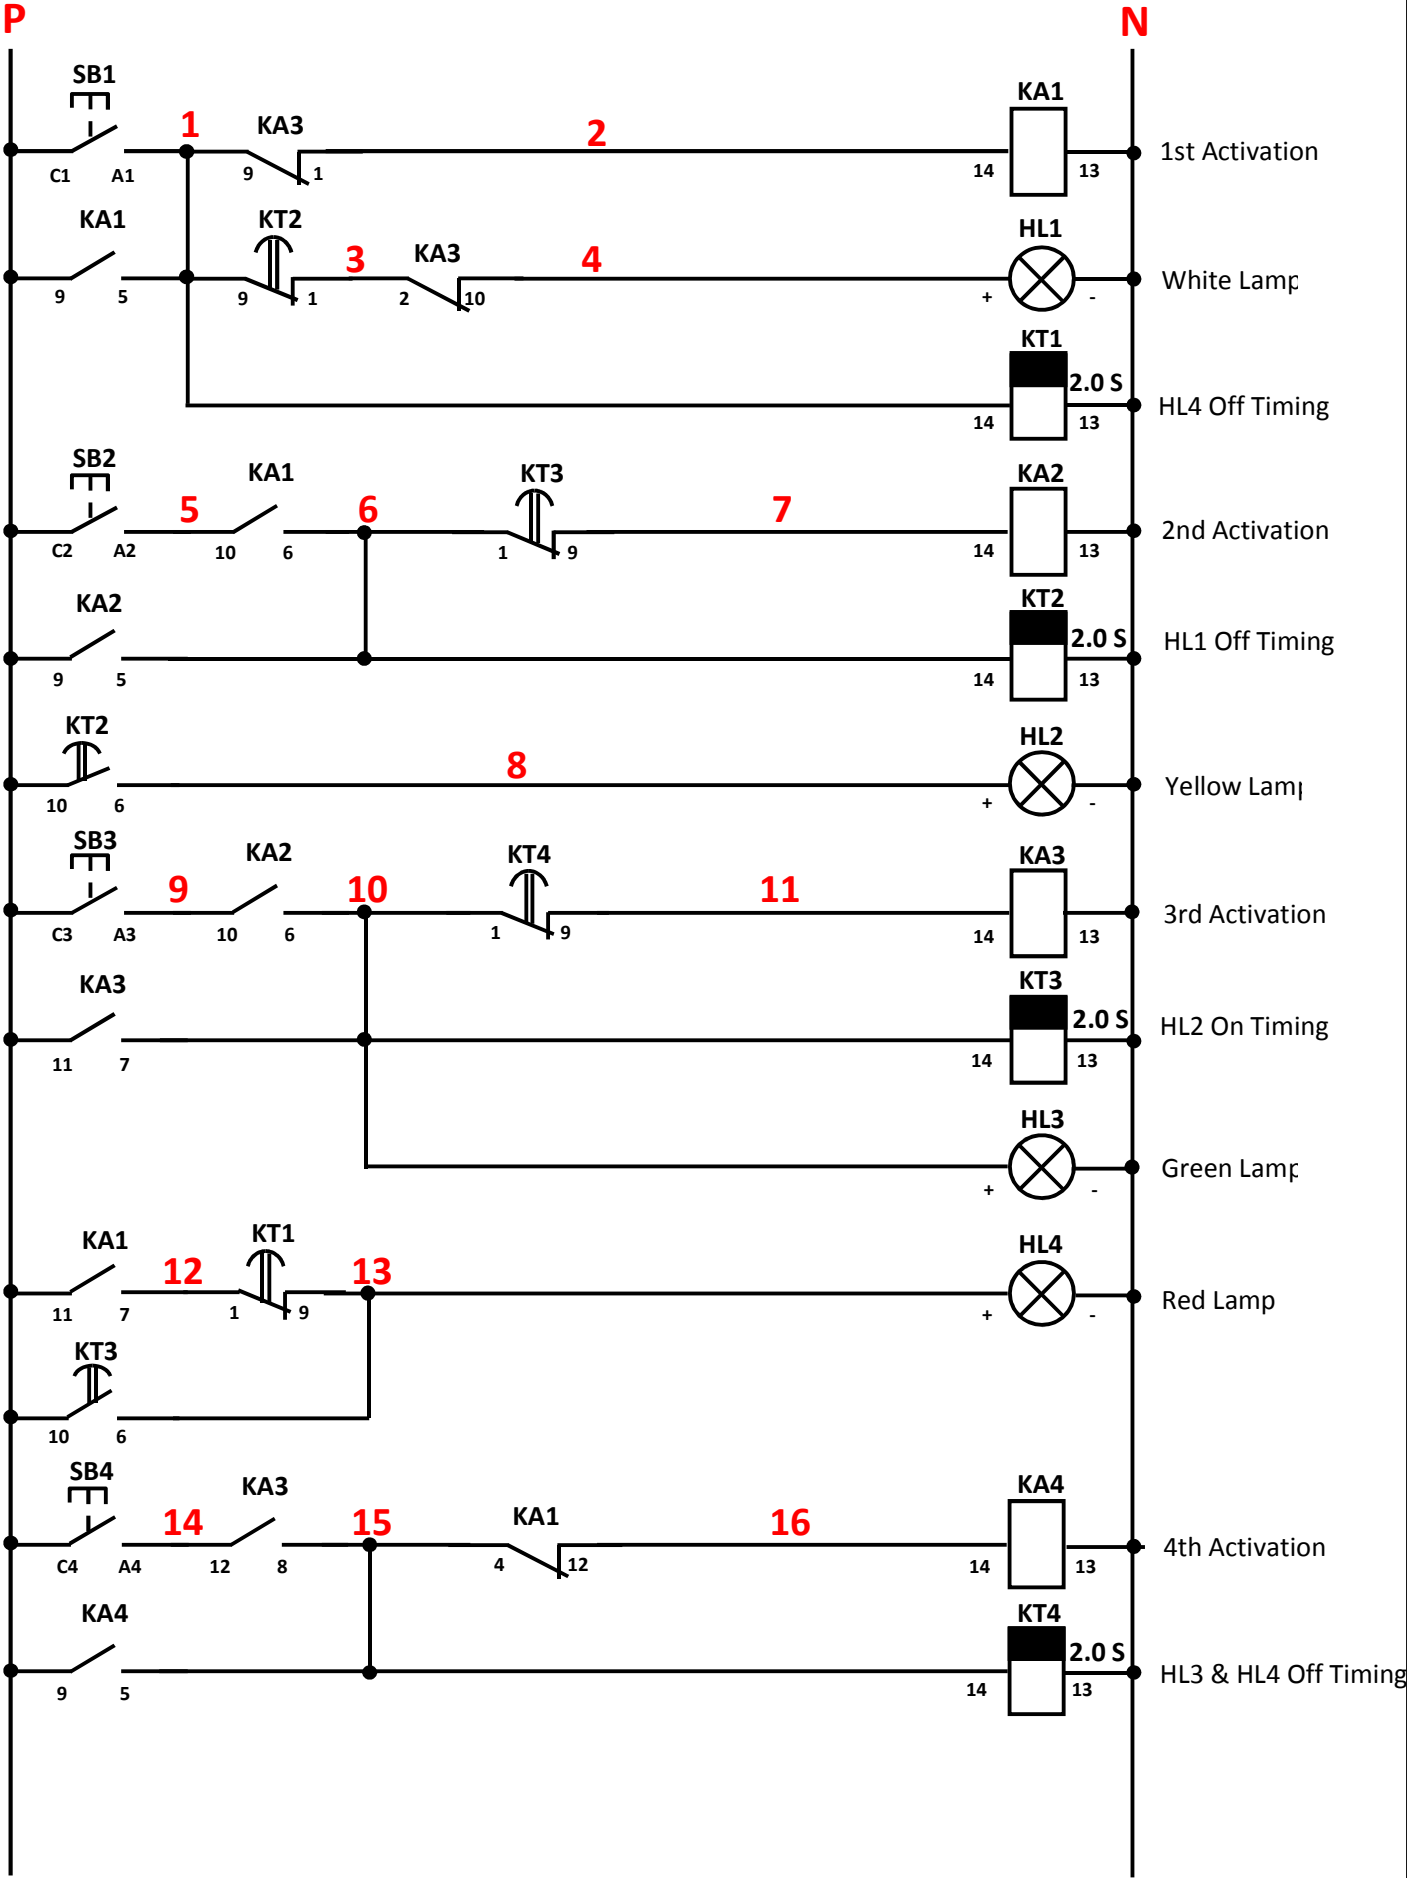 P N
SB1 KA1
1 KA3 2
C1 A1 9 1 14 13 1st Activation
KA1 KT2 3 KA3 4 HL1
9 5 9 1 2 10 + - White Lamp
KT1
2.0 S
14 13 HL4 Off Timing
SB2 KA1 KT3 KA2
5 6 7
C2 A2 10 6 1 9 14 13 2nd Activation
KA2 KT2
2.0 S HL1 Off Timing
9 5 14 13
KT2 8 HL2
10 6 + - Yellow Lamp
SB3 KA2 KT4 KA3
9 10 11
C3 A3 10 6 1 9 14 13 3rd Activation
KA3 KT3
2.0 S HL2 On Timing
11 7 14 13
HL3
+ - Green Lamp
KA1 KT1 HL4
12 13
11 7 1 9 + - Red Lamp
KT3
10 6
SB4 KA3 KA1 KA4
14 15 16
C4 A4 12 8 4 12 14 13 4th Activation
KA4 KT4
2.0 S
9 5 14 13 HL3 & HL4 Off Timing